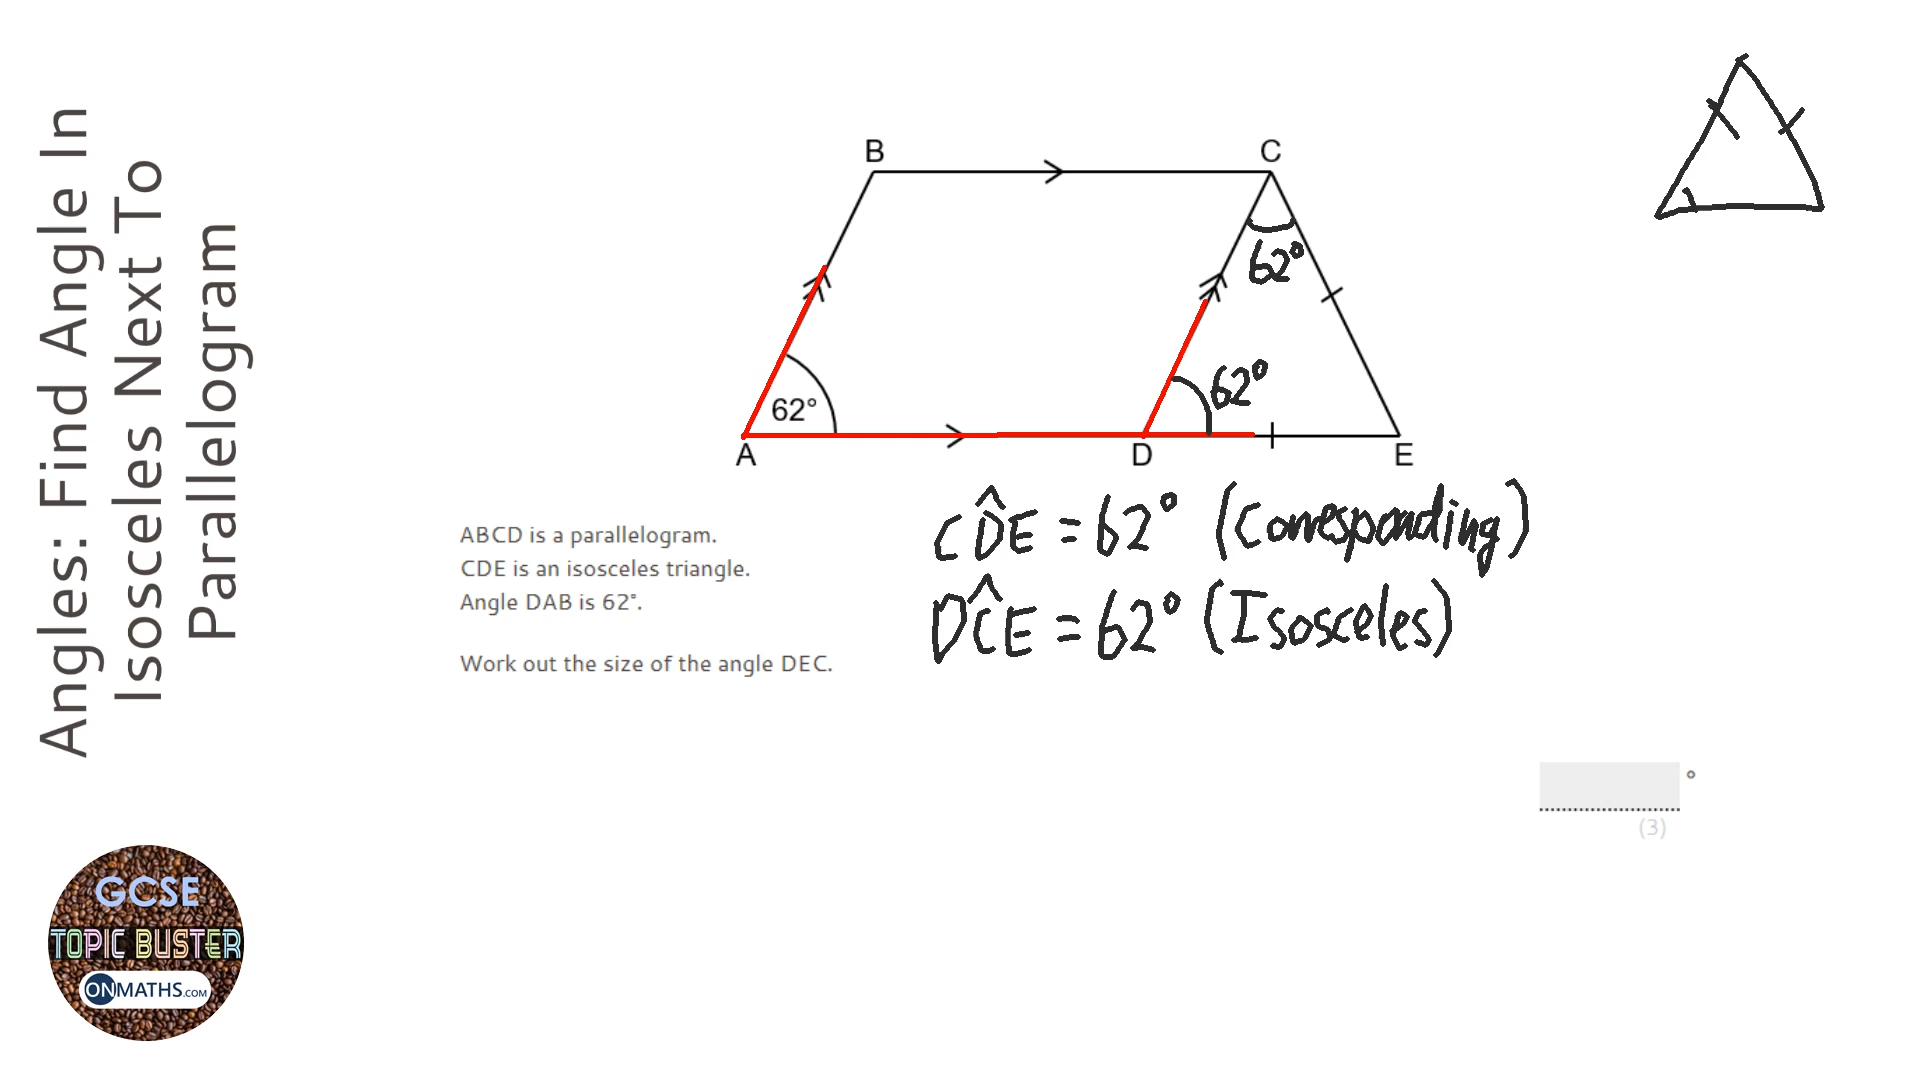 Angles: Find Angle In
Isosceles Next To
Parallelogram
B
C
62°
62°
62°
A
D
E
CD̂E = 62° (Corresponding)
DĈE = 62° (Isosceles)
ABCD is a parallelogram.
CDE is an isosceles triangle.
Angle DAB is 62°.
Work out the size of the angle DEC.
°
(3)
GCSE
TOPIC BUSTER
ONMATHS.COM